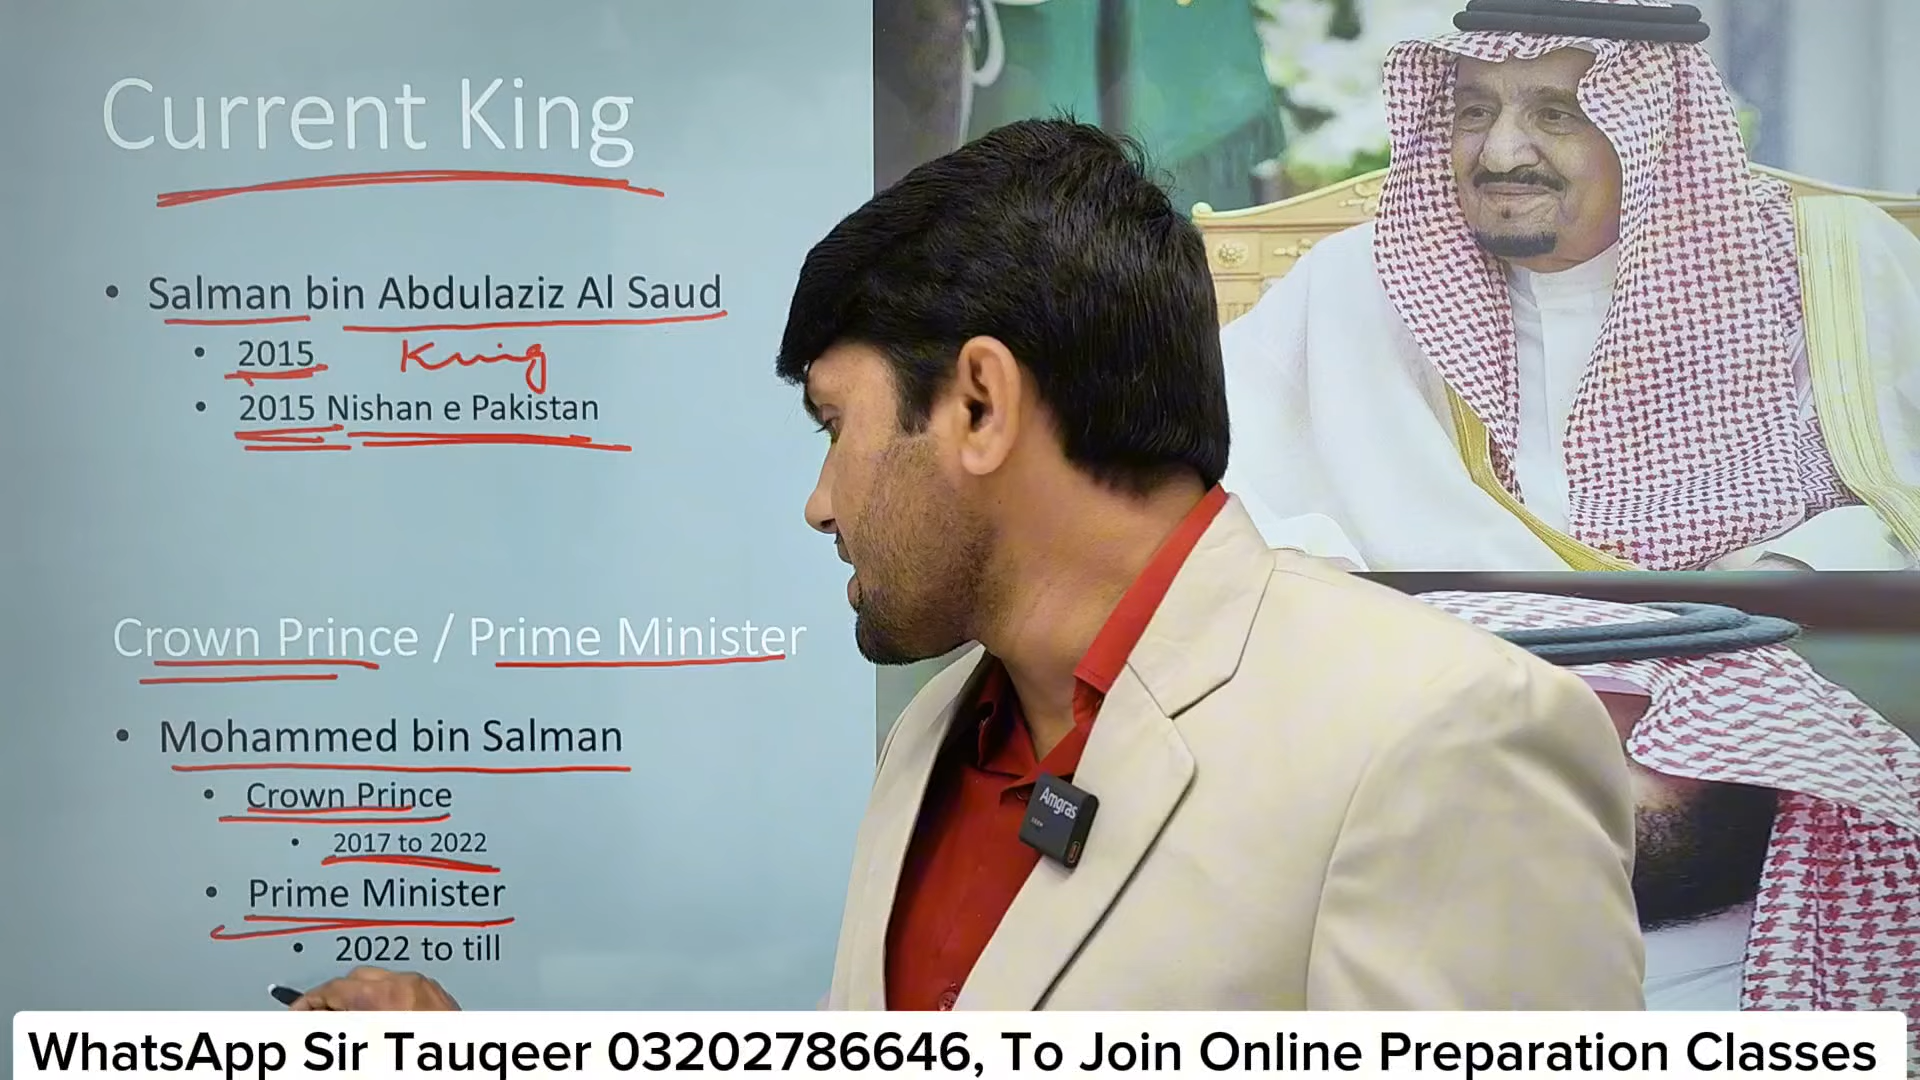 Current King
• Salman bin Abdulaziz Al Saud
• 2015 King
• 2015 Nishan e Pakistan
Crown Prince / Prime Minister
• Mohammed bin Salman
• Crown Prince
• 2017 to 2022
• Prime Minister
• 2022 to till
Amgras
WhatsApp Sir Tauqeer 03202786646, To Join Online Preparation Classes